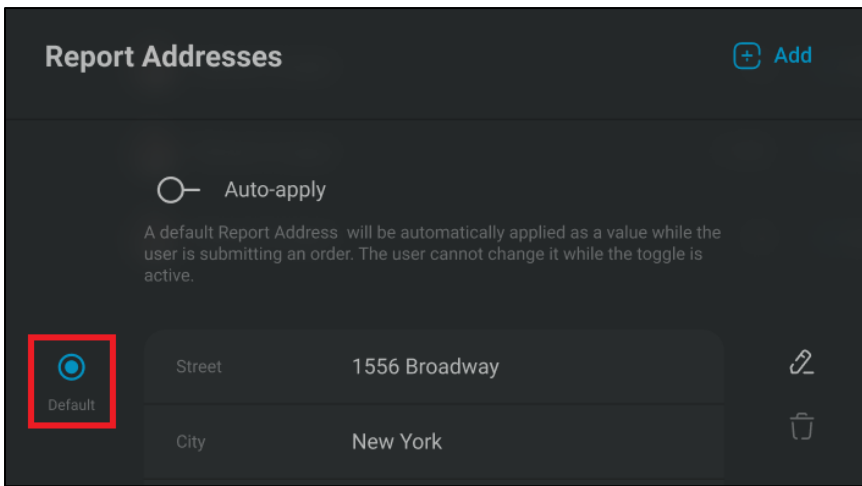 Report Addresses
Add
Auto-apply
A default Report Address will be automatically applied as a value while the
user is submitting an order. The user cannot change it while the toggle is
active.
Default
Street 1556 Broadway
City New York